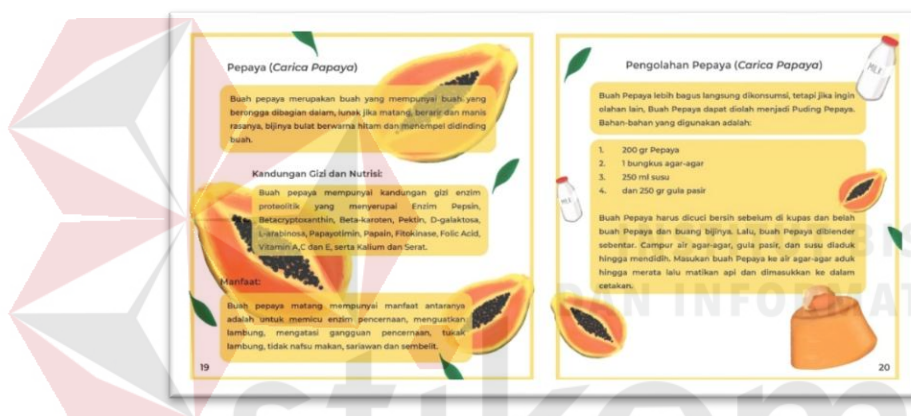 Pepaya (Carica Papaya)
Buah pepaya merupakan buah yang mempunyai buah yang
berongga dibagian dalam, lunak jika matang, berair dan manis
rasanya, bijinya bulat berwarna hitam dan menempel didinding
buah.
Kandungan Gizi dan Nutrisi:
Buah pepaya mempunyai kandungan gizi enzim
proteolitik yang menyerupai Enzim Pepsin,
Betacryptoxanthin, Beta-karoten, Pektin, D-galaktosa,
L-arabinosa, Papayotimin, Papain, Fitokinase, Folic Acid,
Vitamin A,C dan E, serta Kalium dan Serat.
Manfaat:
Buah pepaya matang mempunyai manfaat antaranya
adalah untuk memicu enzim pencernaan, menguatkan
lambung, mengatasi gangguan pencernaan, tukak
lambung, tidak nafsu makan, sariawan dan sembelit.
19
Pengolahan Pepaya (Carica Papaya)
MILK
Buah Pepaya lebih bagus langsung dikonsumsi, tetapi jika ingin
olahan lain, Buah Pepaya dapat diolah menjadi Puding Pepaya.
Bahan-bahan yang digunakan adalah:
1. 200 gr Pepaya
2. 1 bungkus agar-agar
3. 250 ml susu
4. dan 250 gr gula pasir
MILK
Buah Pepaya harus dicuci bersih sebelum di kupas dan belah
buah Pepaya dan buang bijinya. Lalu, buah Pepaya diblender
sebentar. Campur air agar-agar, gula pasir, dan susu diaduk
hingga mendidih. Masukan buah Pepaya ke air agar-agar aduk
hingga merata lalu matikan api dan dimasukkan ke dalam
cetakan.
20
DAN INFORMAT
stikom